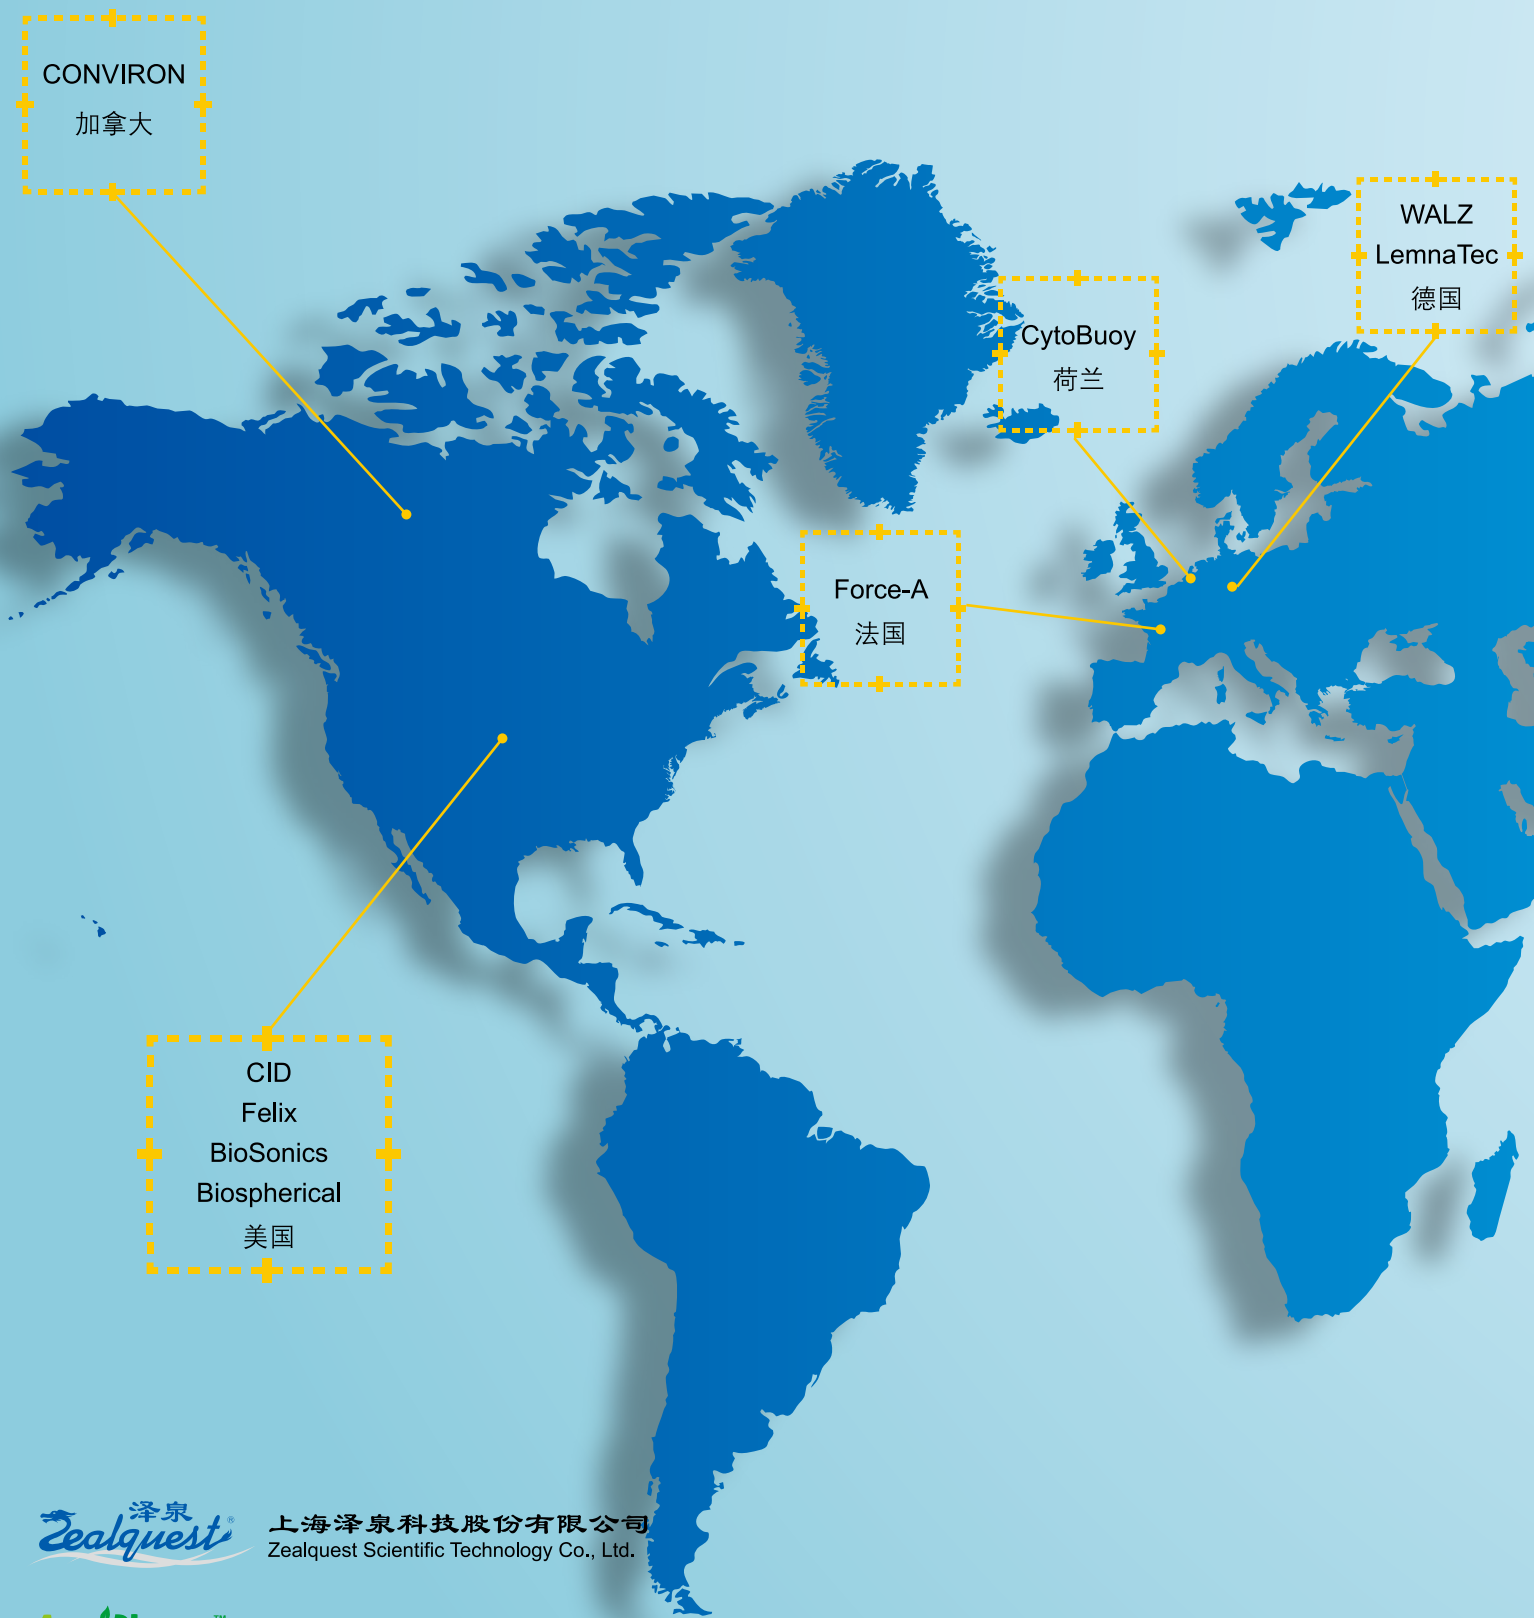 CONVIRON
加拿大
WALZ
LemnaTec
德国
CytoBuoy
荷兰
Force-A
法国
CID
Felix
BioSonics
Biospherical
美国
泽泉
Zealquest®
上海泽泉科技股份有限公司
Zealquest Scientific Technology Co., Ltd.